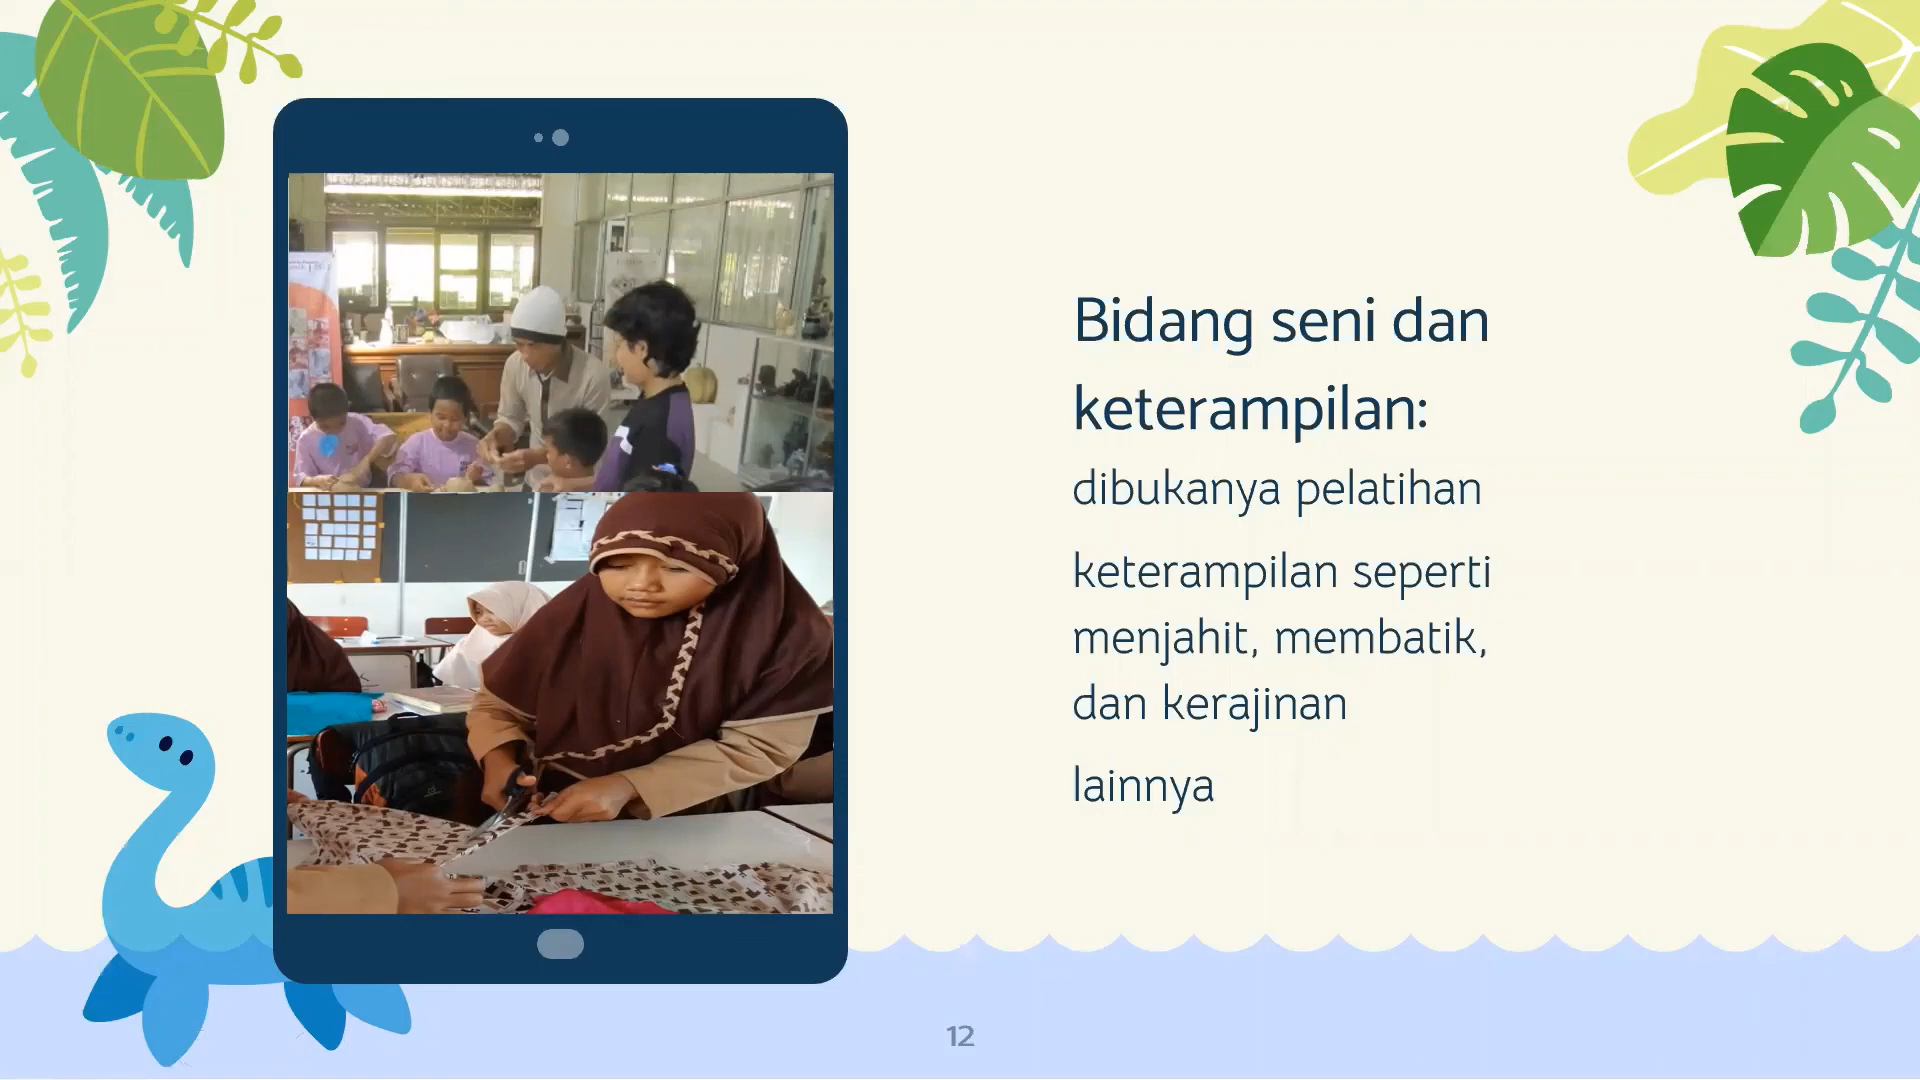 Bidang seni dan
keterampilan:
dibukanya pelatihan
keterampilan seperti
menjahit, membatik,
dan kerajinan
lainnya
12